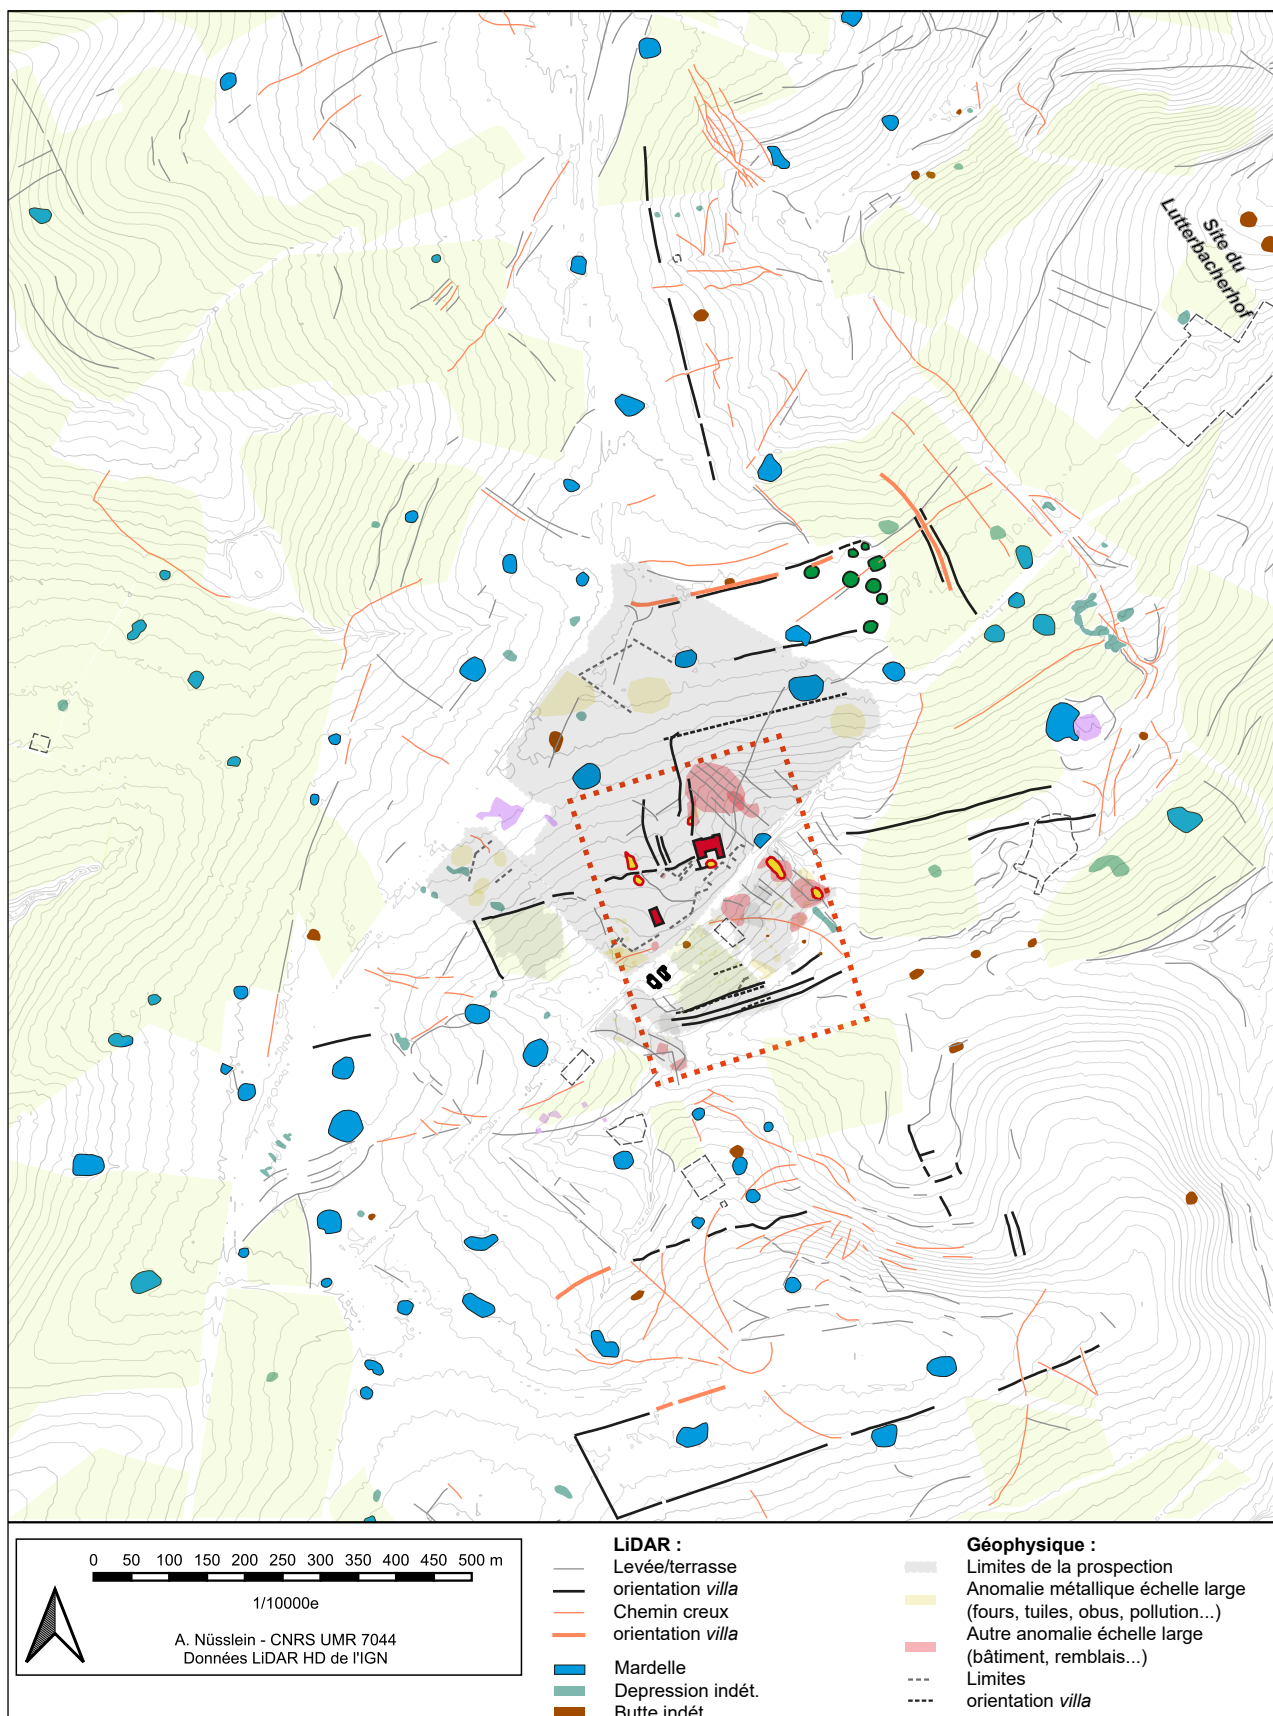 Site du
Lutterbacherhof
0 50 100 150 200 250 300 350 400 450 500 m
1/10000e
A. Nüsslein - CNRS UMR 7044
Données LiDAR HD de l'IGN
LiDAR :
Levée/terrasse
orientation villa
Chemin creux
orientation villa
Mardelle
Depression indét.
Butte indét.
Géophysique :
Limites de la prospection
Anomalie métallique échelle large
(fours, tuiles, obus, pollution...)
Autre anomalie échelle large
(bâtiment, remblais...)
Limites
orientation villa